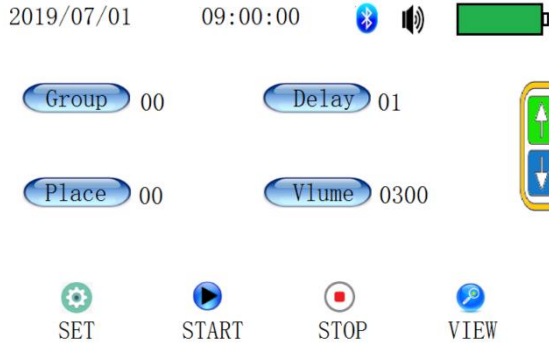 2019/07/01 09:00:00
Group 00 Delay 01
Place 00 Vlume 0300
SET START STOP VIEW